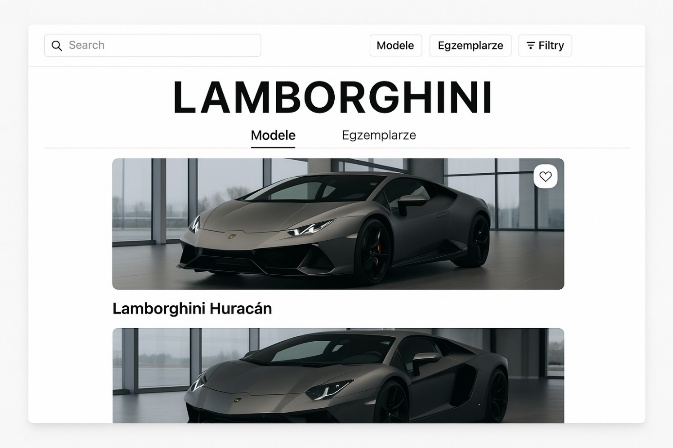 Search
Modele
Egzemplarze
Filtry
LAMBORGHINI
Modele
Egzemplarze
Lamborghini Huracán